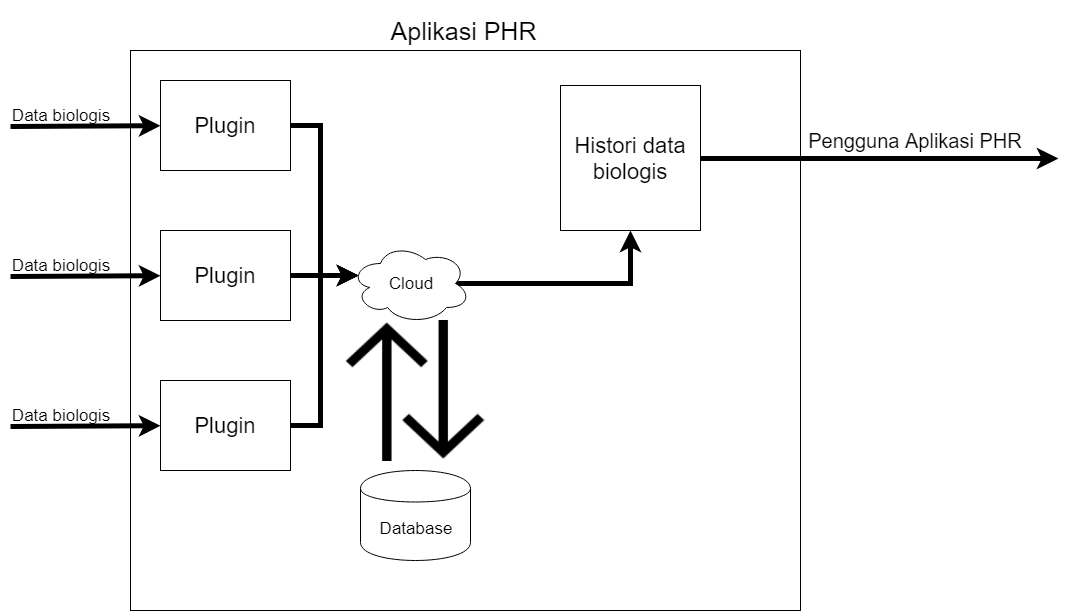 Aplikasi PHR
Data biologis
Plugin
Histori data
biologis
Pengguna Aplikasi PHR
Data biologis
Plugin
Cloud
Data biologis
Plugin
Database